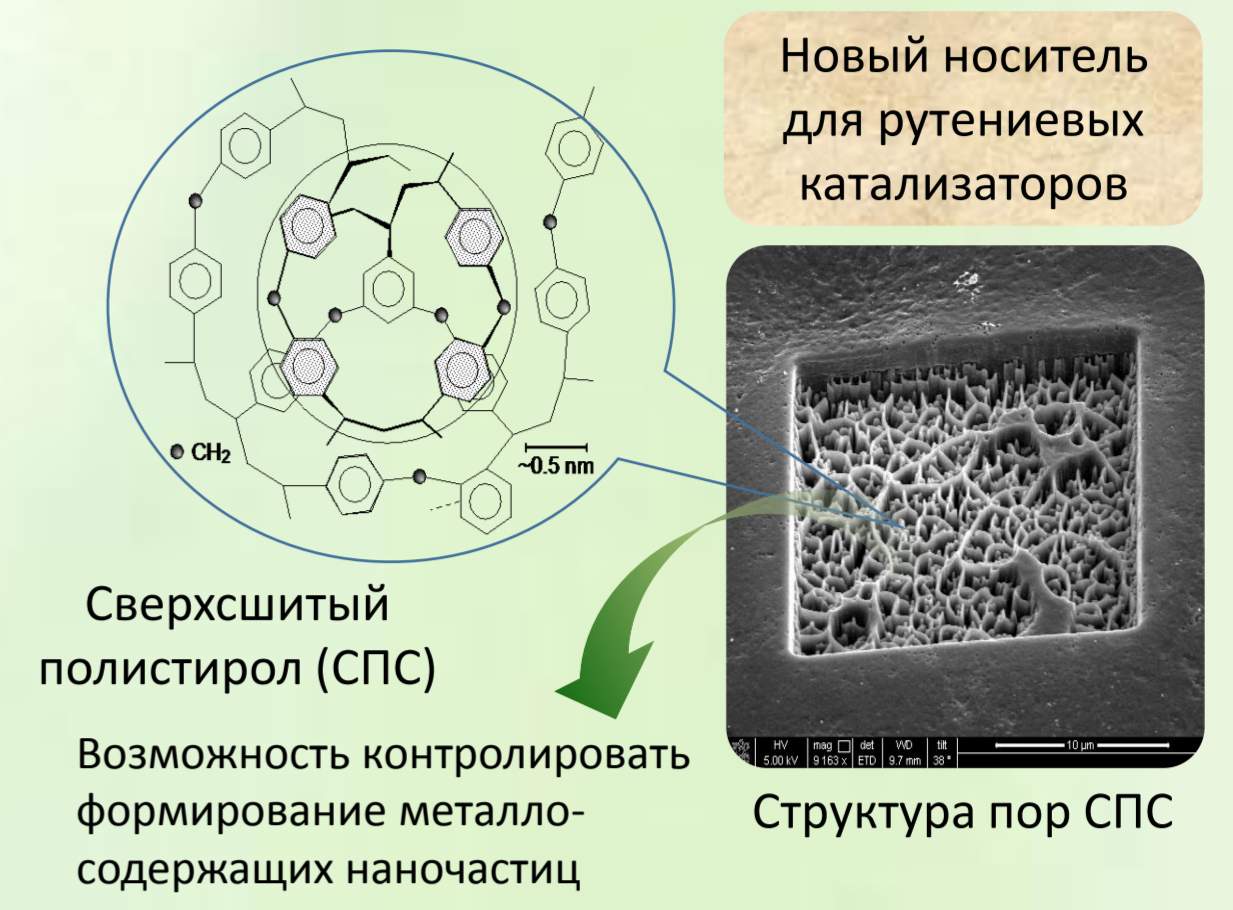 Новый носитель
для рутениевых
катализаторов
CH₂
~0.5 nm
Сверхсшитый
полистирол (СПС)
Возможность контролировать
формирование металло-
содержащих наночастиц
HV mag det WD tilt
5.00 kV 9 163 x ETD 9.7 mm 38 °
10 µm
Структура пор СПС